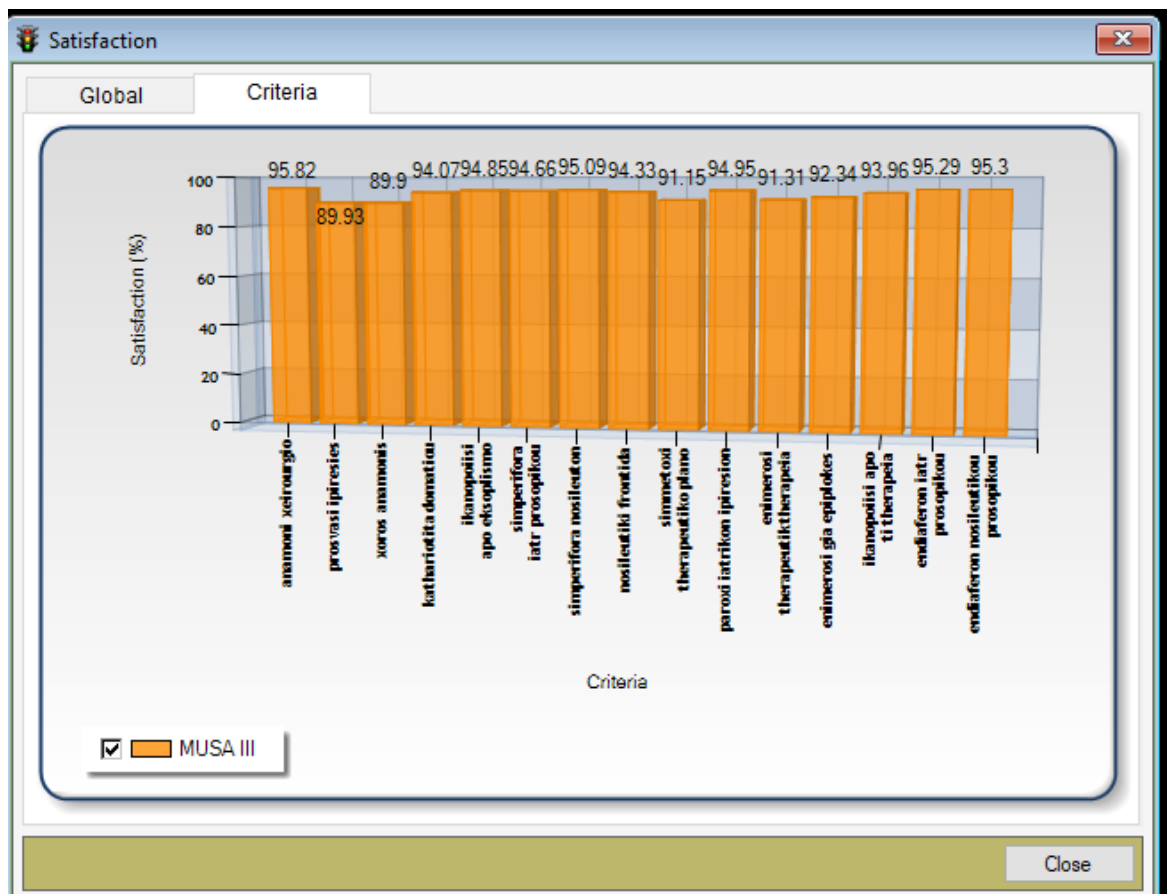 Satisfaction
Global
Criteria
95.82
89.93
89.9
94.07
94.85
94.66
95.09
94.33
91.15
94.95
91.31
92.34
93.96
95.29
95.3
100
80
60
40
20
0
Satisfaction (%)
anamoni xeirourgio
prosvasi ipiresies
xoros anamonis
kathariotita domatiou
ikanopoiisi
apo eksoplismo
simperifora
iatr prosopikou
simperifora nosileuton
nosileutiki frontida
simmetoxi
therapeutiko plano
paroxi iatrikon ipiresion
enimerosi
therapeutiktherapeia
enimerosi gia epiplokes
ikanopoiisi apo
ti therapeia
endiaferon iatr
prosopikou
endiaferon nosileutikou
prosopikou
Criteria
MUSA III
Close